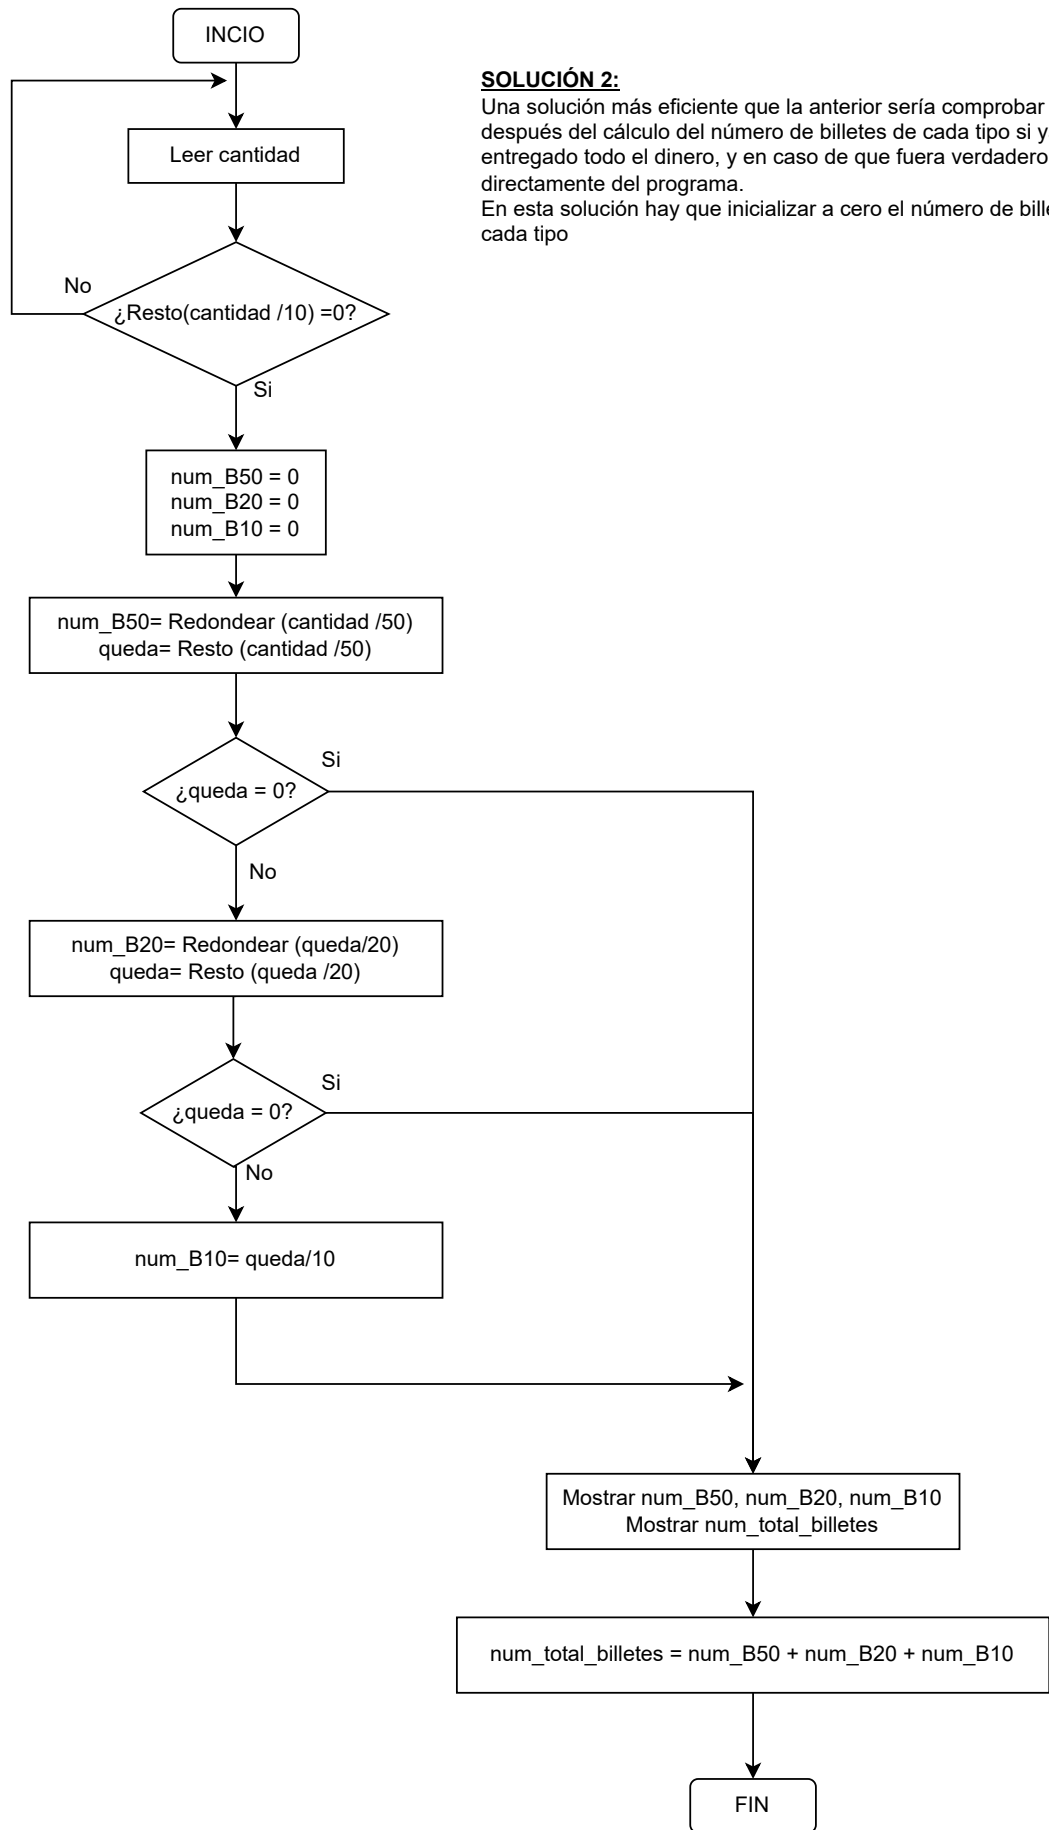 INCIO
SOLUCIÓN 2:
Una solución más eficiente que la anterior sería comprobar
después del cálculo del número de billetes de cada tipo si y
entregado todo el dinero, y en caso de que fuera verdadero
directamente del programa.
En esta solución hay que inicializar a cero el número de bille
cada tipo
Leer cantidad
No
¿Resto(cantidad /10) =0?
Si
num_B50 = 0
num_B20 = 0
num_B10 = 0
num_B50= Redondear (cantidad /50)
queda= Resto (cantidad /50)
Si
¿queda = 0?
No
num_B20= Redondear (queda/20)
queda= Resto (queda /20)
Si
¿queda = 0?
No
num_B10= queda/10
Mostrar num_B50, num_B20, num_B10
Mostrar num_total_billetes
num_total_billetes = num_B50 + num_B20 + num_B10
FIN